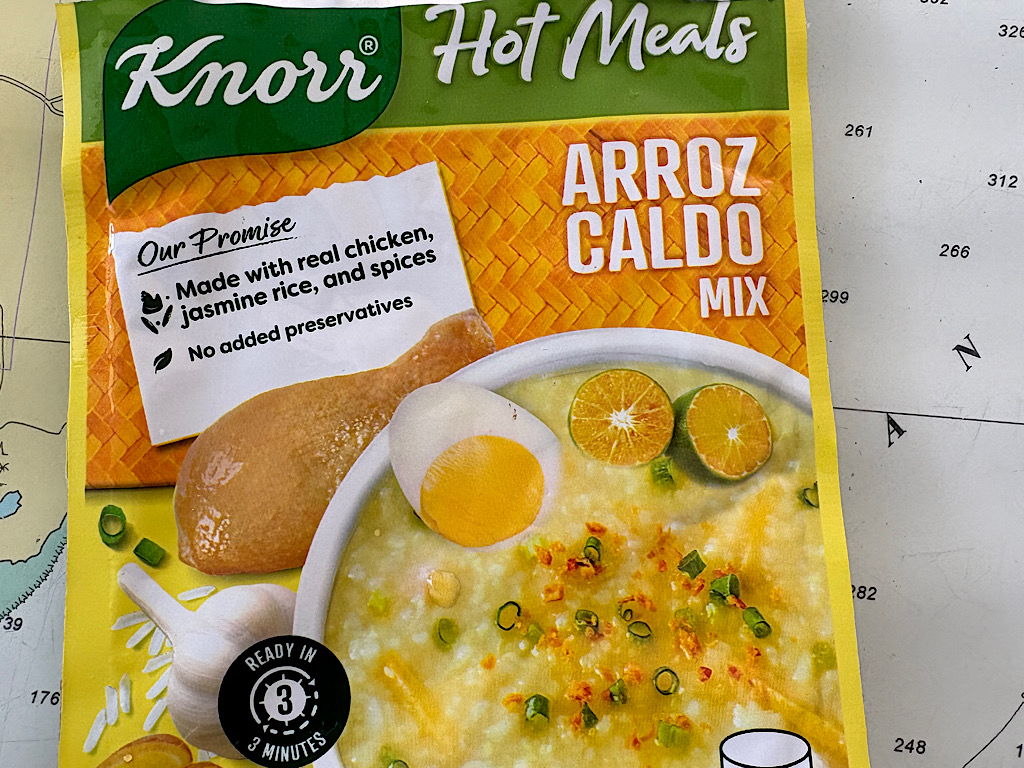 Knorr®
Hot Meals
ARROZ
CALDO
MIX
Our Promise
Made with real chicken,
jasmine rice, and spices
No added preservatives
READY IN
3
3 MINUTES
326
261
312
266
299
N
A
282
39
176
248